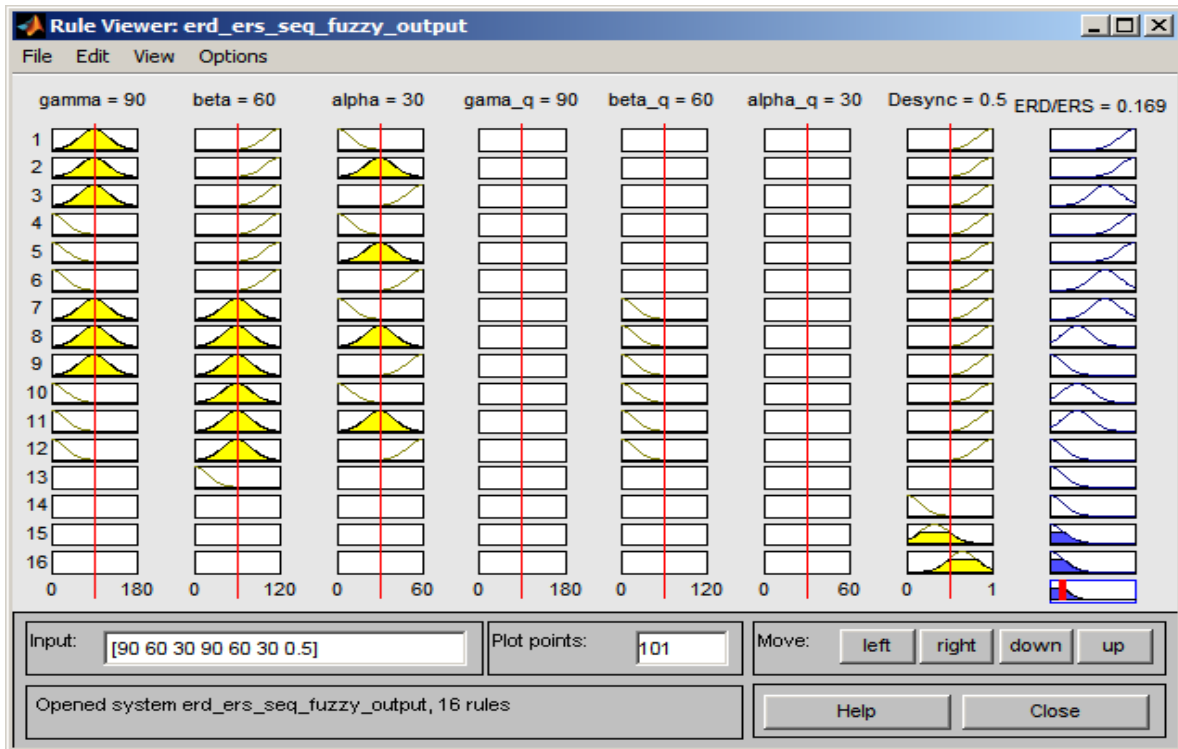 Rule Viewer: erd_ers_seq_fuzzy_output
File Edit View Options
gamma = 90 beta = 60 alpha = 30 gama_q = 90 beta_q = 60 alpha_q = 30 Desync = 0.5 ERD/ERS = 0.169
1
2
3
4
5
6
7
8
9
10
11
12
13
14
15
16
0 180 0 120 0 60 0 180 0 120 0 60 0 1
Input: [90 60 30 90 60 30 0.5] Plot points: 101 Move: left right down up
Opened system erd_ers_seq_fuzzy_output, 16 rules Help Close